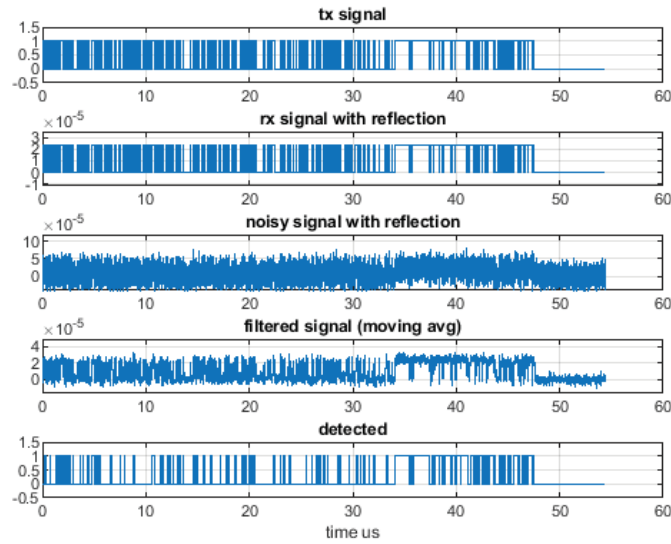 tx signal
1.5
1
0.5
0
-0.5
0 10 20 30 40 50 60
rx signal with reflection
×10⁻⁵
3
2
1
0
-1
0 10 20 30 40 50 60
noisy signal with reflection
×10⁻⁵
10
5
0
0 10 20 30 40 50 60
filtered signal (moving avg)
×10⁻⁵
4
2
0
0 10 20 30 40 50 60
detected
1.5
1
0.5
0
-0.5
0 10 20 30 40 50 60
time us